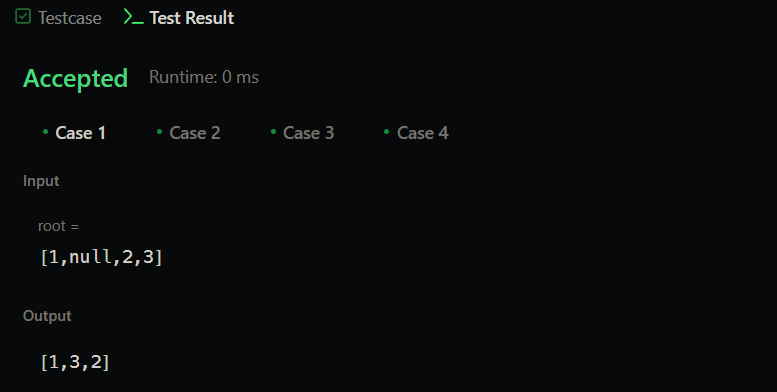 Testcase Test Result
Accepted Runtime: 0 ms
Case 1 Case 2 Case 3 Case 4
Input
root =
[1,null,2,3]
Output
[1,3,2]